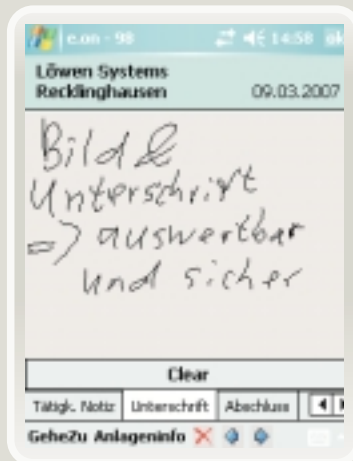 e.on - 98 14:58 ok
Löwen Systems
Recklinghausen 09.03.2007
Bild &
Unterschrift
=> auswertbar
und sicher
Clear
Tätigk. Notiz Unterschrift Abschluss
GeheZu Anlageninfo